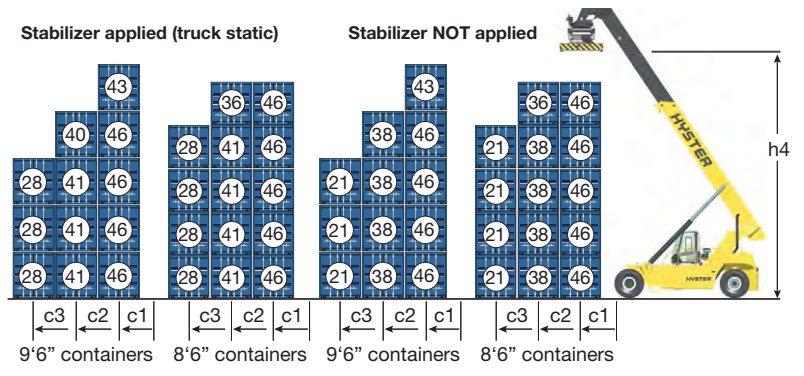 Stabilizer applied (truck static) Stabilizer NOT applied
43 43
36 46 36 46
40 46 38 46
28 41 46 21 38 46
28 41 46 28 41 46 21 38 46 21 38 46
28 41 46 28 41 46 21 38 46 21 38 46
28 41 46 28 41 46 21 38 46 21 38 46
HYSTER
h4
HYSTER
c3 c2 c1 c3 c2 c1 c3 c2 c1 c3 c2 c1
9‘6” containers 8‘6” containers 9‘6” containers 8‘6” containers